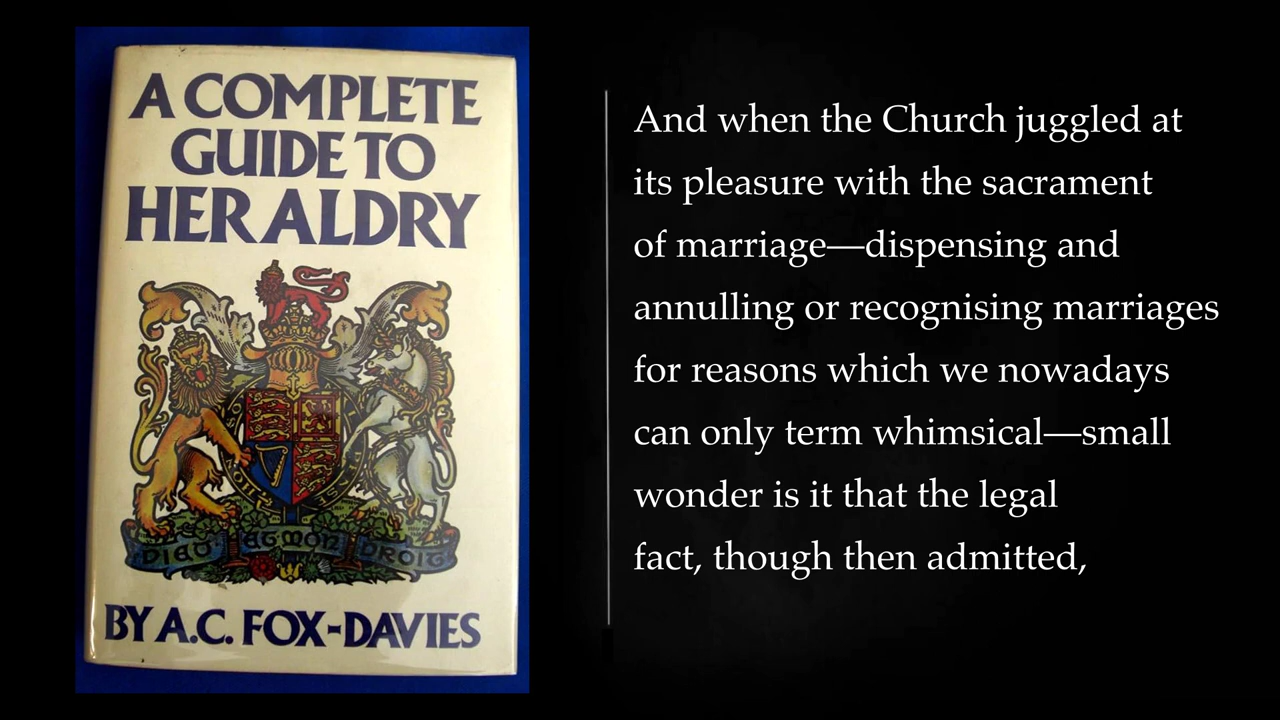 A COMPLETE
GUIDE TO
HERALDRY
DIEU ET MON DROIT
BY A.C. FOX-DAVIES
And when the Church juggled at
its pleasure with the sacrament
of marriage—dispensing and
annulling or recognising marriages
for reasons which we nowadays
can only term whimsical—small
wonder is it that the legal
fact, though then admitted,